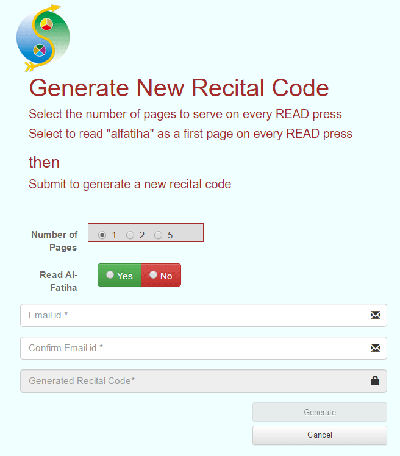 Generate New Recital Code
Select the number of pages to serve on every READ press
Select to read "alfatiha" as a first page on every READ press
then
Submit to generate a new recital code
Number of Pages
1 2 5
Read Al-Fatiha
Yes No
Email id *
Confirm Email id *
Generated Recital Code*
Generate
Cancel